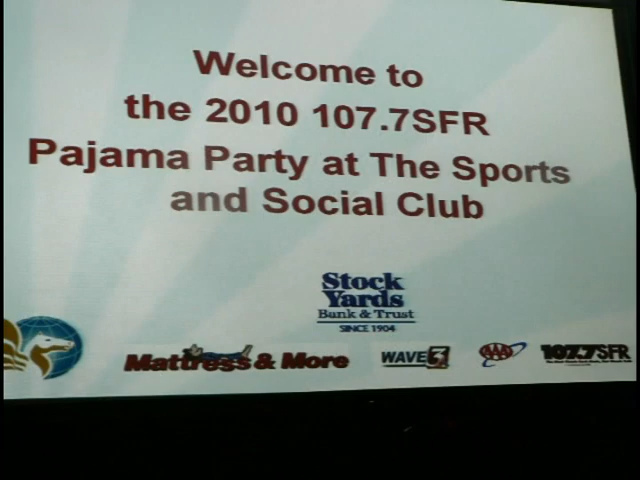 Welcome to
the 2010 107.7SFR
Pajama Party at The Sports
and Social Club
Stock
Yards
Bank & Trust
SINCE 1904
Mattress & More
WAVE 3
AAA
107.7SFR